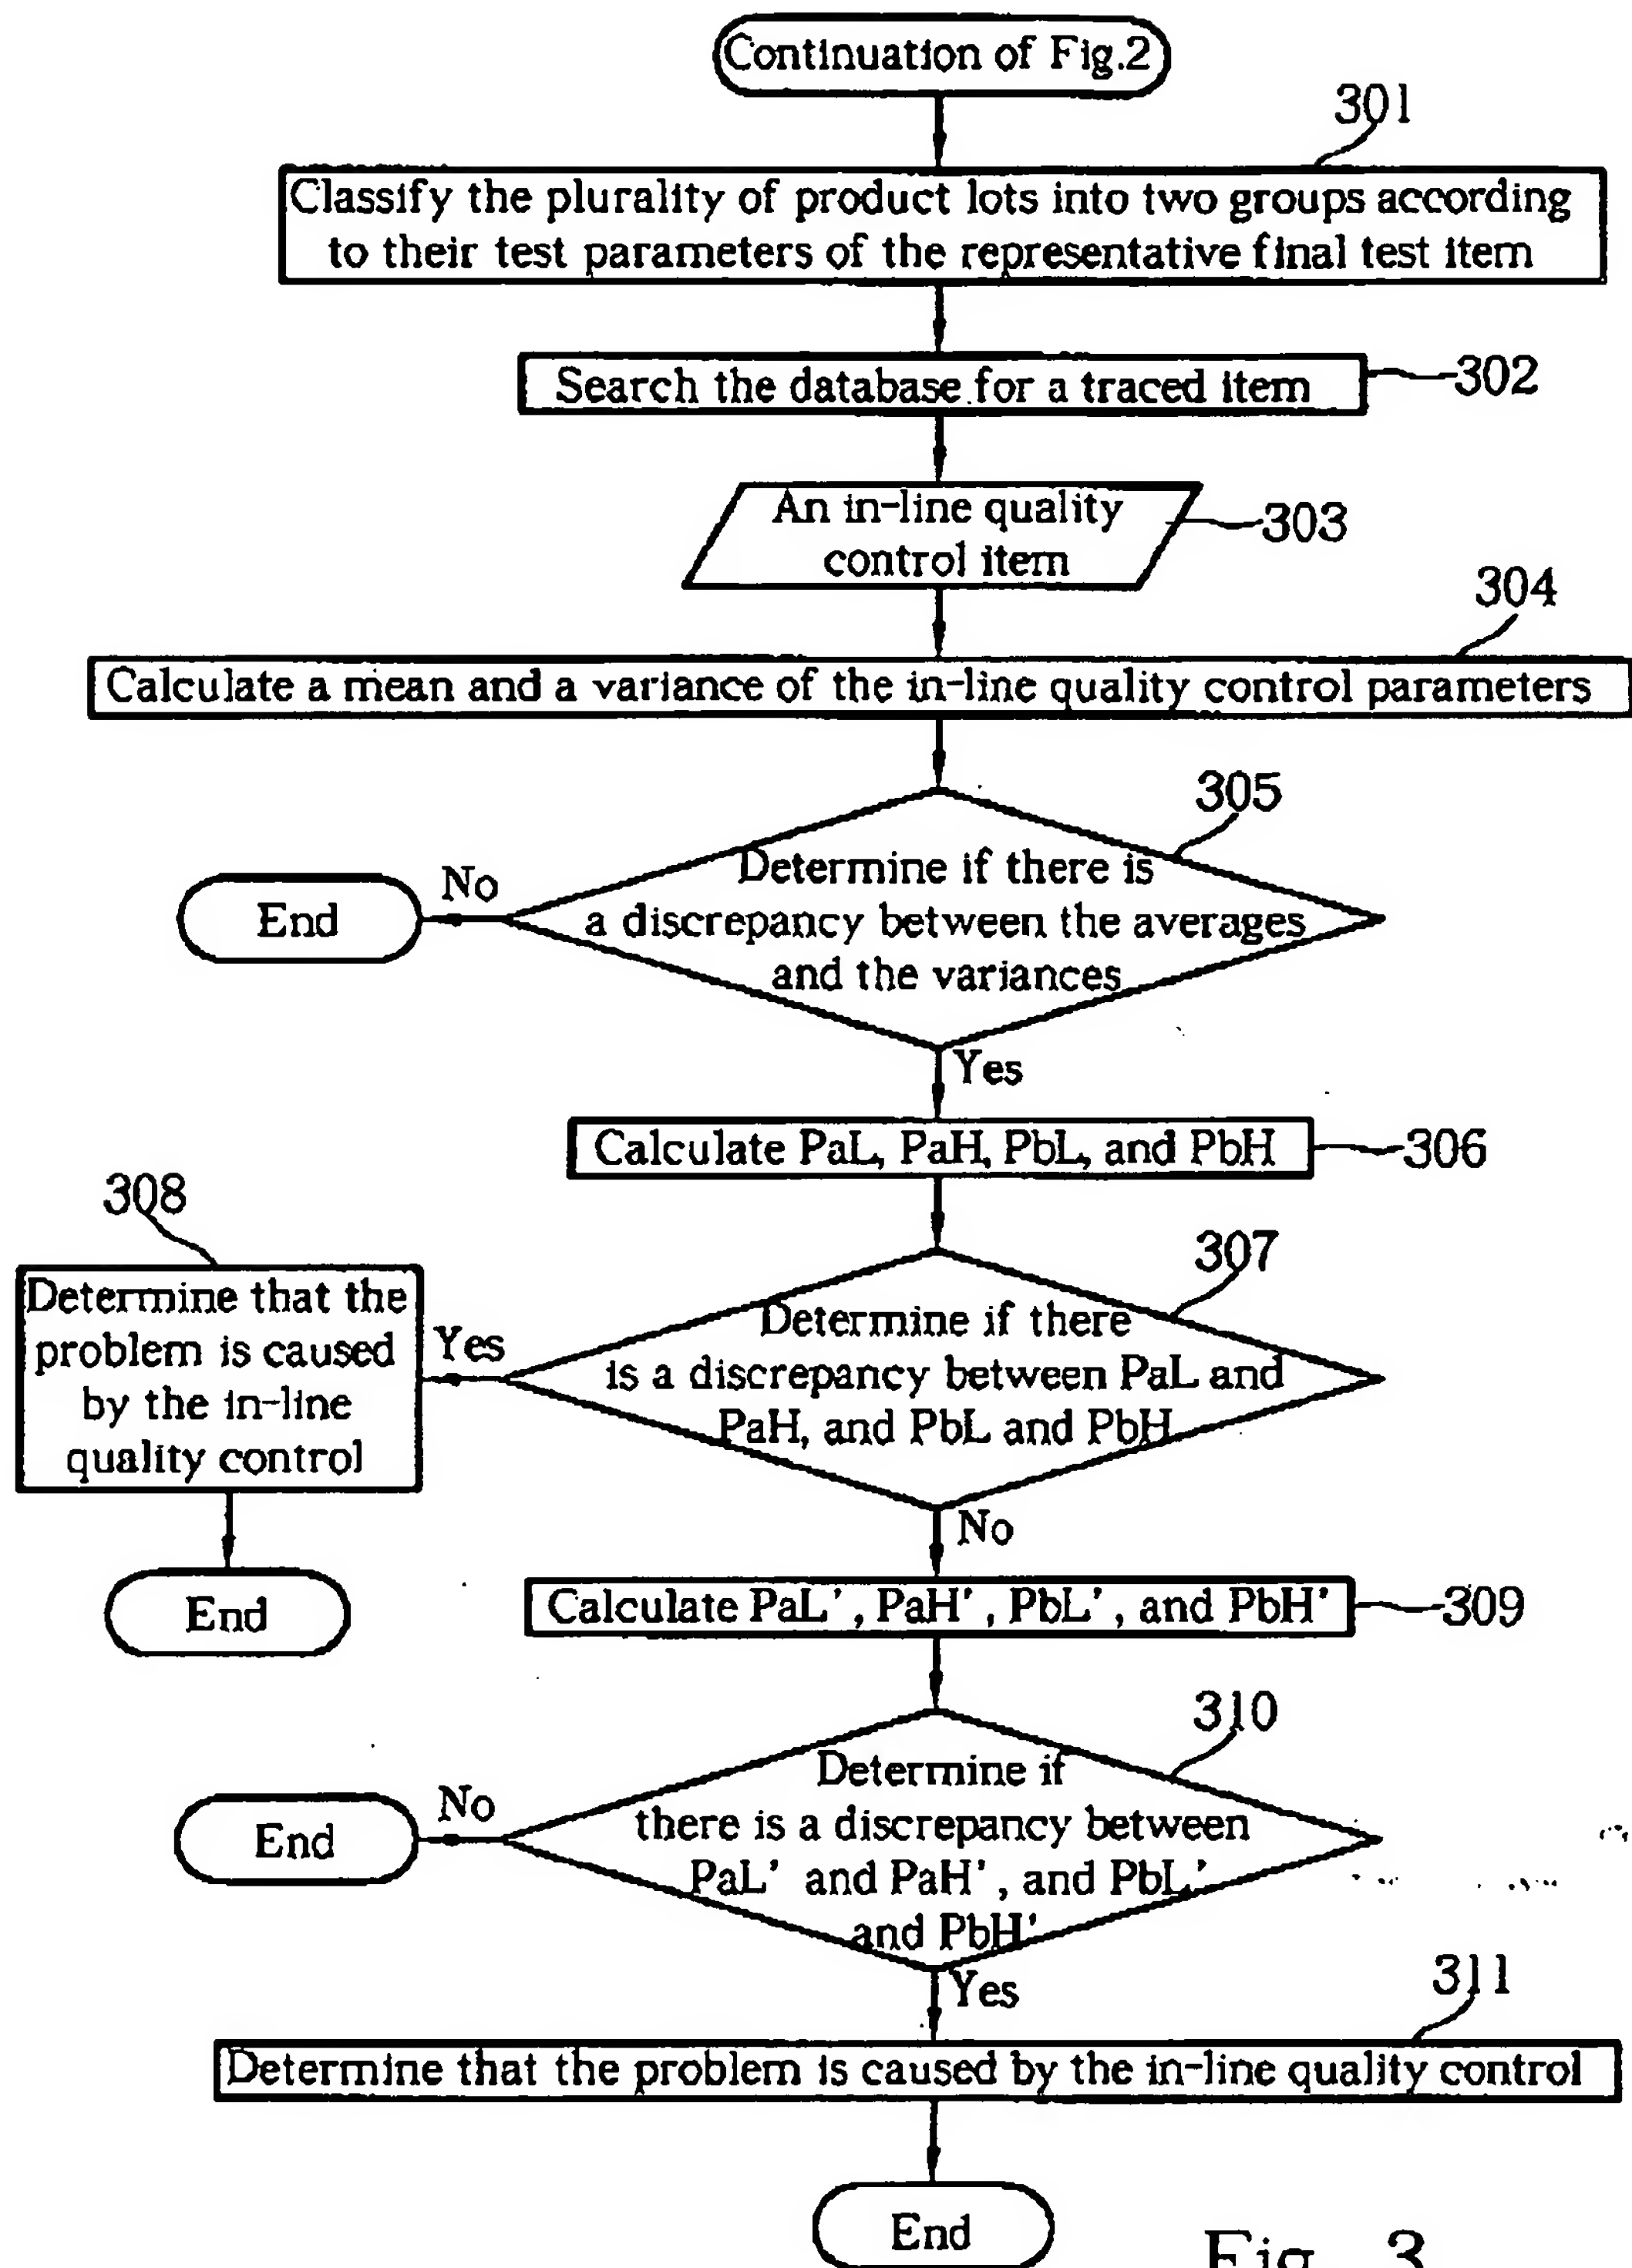 Continuation of Fig.2
301
Classify the plurality of product lots into two groups according
to their test parameters of the representative final test item
Search the database for a traced item
302
An in-line quality
control item
303
304
Calculate a mean and a variance of the in-line quality control parameters
305
Determine if there is
a discrepancy between the averages
and the variances
No
End
Yes
Calculate PaL, PaH, PbL, and PbH
306
307
Determine if there
is a discrepancy between PaL and
PaH, and PbL and PbH
Yes
308
Determine that the
problem is caused
by the in-line
quality control
End
No
Calculate PaL', PaH', PbL', and PbH'
309
310
Determine if
there is a discrepancy between
PaL' and PaH', and PbL'
and PbH'
No
End
Yes
311
Determine that the problem is caused by the in-line quality control
End
Fig. 3